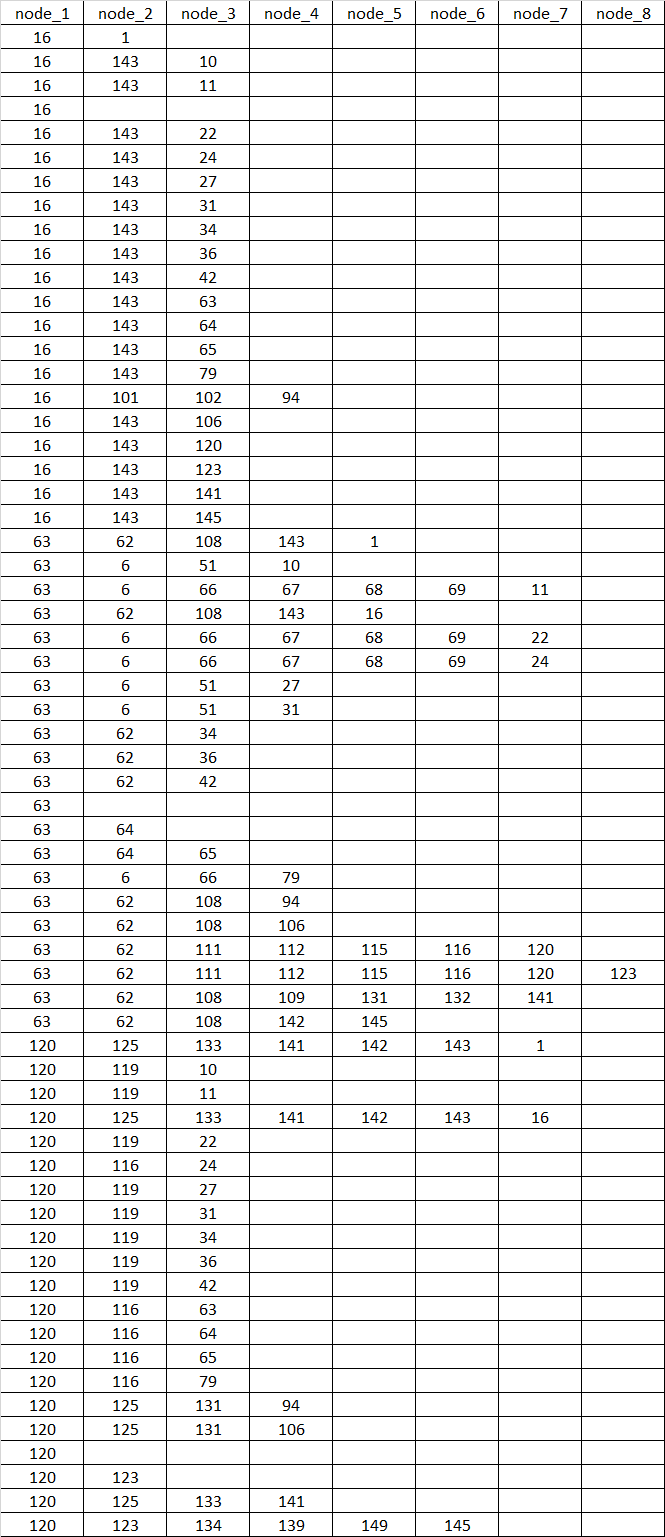 node_1 node_2 node_3 node_4 node_5 node_6 node_7 node_8
16 1
16 143 10
16 143 11
16
16 143 22
16 143 24
16 143 27
16 143 31
16 143 34
16 143 36
16 143 42
16 143 63
16 143 64
16 143 65
16 143 79
16 101 102 94
16 143 106
16 143 120
16 143 123
16 143 141
16 143 145
63 62 108 143 1
63 6 51 10
63 6 66 67 68 69 11
63 62 108 143 16
63 6 66 67 68 69 22
63 6 66 67 68 69 24
63 6 51 27
63 6 51 31
63 62 34
63 62 36
63 62 42
63
63 64
63 64 65
63 6 66 79
63 62 108 94
63 62 108 106
63 62 111 112 115 116 120
63 62 111 112 115 116 120 123
63 62 108 109 131 132 141
63 62 108 142 145
120 125 133 141 142 143 1
120 119 10
120 119 11
120 125 133 141 142 143 16
120 119 22
120 116 24
120 119 27
120 119 31
120 119 34
120 119 36
120 119 42
120 116 63
120 116 64
120 116 65
120 116 79
120 125 131 94
120 125 131 106
120
120 123
120 125 133 141
120 123 134 139 149 145